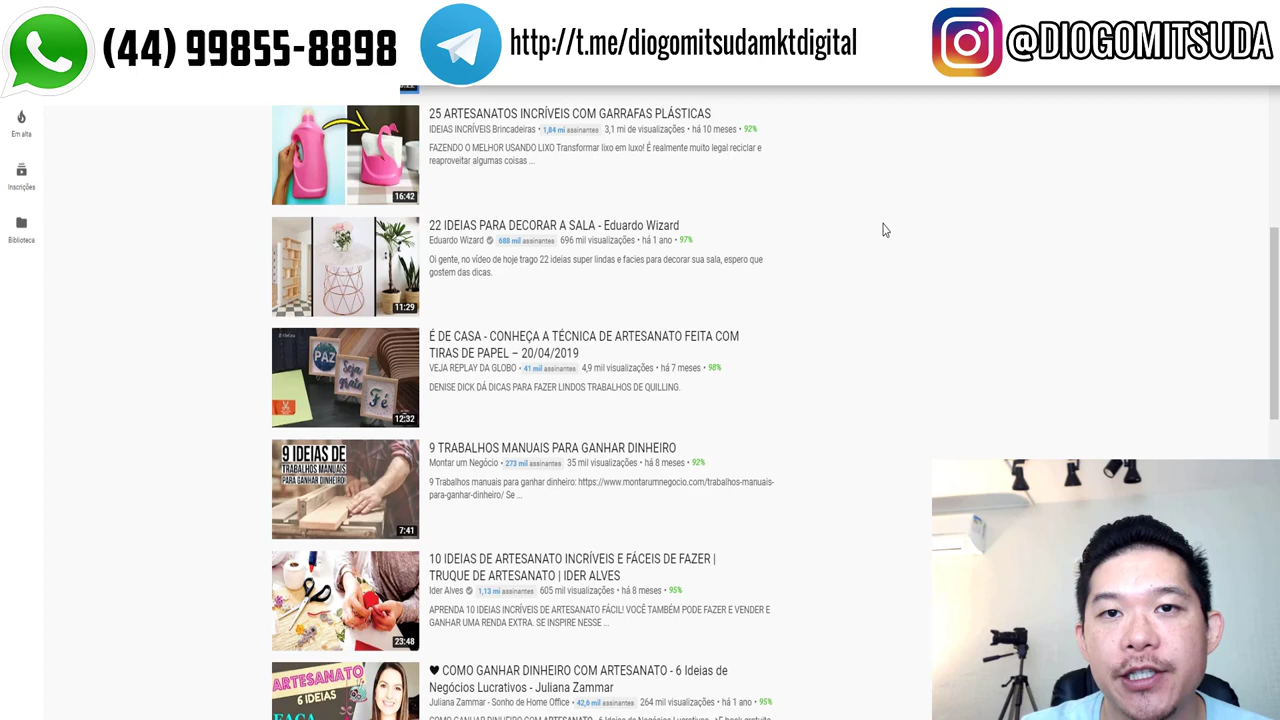 (44) 99855-8898
http://t.me/diogomitsudamktdigital
@DIOGOMITSUDA
Em alta
Inscrições
Biblioteca
16:42
25 ARTESANATOS INCRÍVEIS COM GARRAFAS PLÁSTICAS
IDEIAS INCRÍVEIS Brincadeiras • 1,84 mi assinantes 3,1 mi de visualizações • há 10 meses • 92%
FAZENDO O MELHOR USANDO LIXO Transformar lixo em luxo! É realmente muito legal reciclar e
reaproveitar algumas coisas ...
11:29
22 IDEIAS PARA DECORAR A SALA - Eduardo Wizard
Eduardo Wizard 688 mil assinantes 696 mil visualizações • há 1 ano • 97%
Oi gente, no vídeo de hoje trago 22 ideias super lindas e facies para decorar sua sala, espero que
gostem das dicas.
PAZ
Seja
grato
Fé
12:32
É DE CASA - CONHEÇA A TÉCNICA DE ARTESANATO FEITA COM
TIRAS DE PAPEL – 20/04/2019
VEJA REPLAY DA GLOBO • 41 mil assinantes 4,9 mil visualizações • há 7 meses • 98%
DENISE DICK DÁ DICAS PARA FAZER LINDOS TRABALHOS DE QUILLING.
9 IDEIAS DE
TRABALHOS MANUAIS
PARA GANHAR DINHEIRO!
7:41
9 TRABALHOS MANUAIS PARA GANHAR DINHEIRO
Montar um Negócio • 273 mil assinantes 35 mil visualizações • há 8 meses • 92%
9 Trabalhos manuais para ganhar dinheiro: https://www.montarumnegocio.com/trabalhos-manuais-
para-ganhar-dinheiro/ Se ...
23:48
10 IDEIAS DE ARTESANATO INCRÍVEIS E FÁCEIS DE FAZER |
TRUQUE DE ARTESANATO | IDER ALVES
Ider Alves 1,13 mi assinantes 605 mil visualizações • há 8 meses • 95%
APRENDA 10 IDEIAS INCRÍVEIS DE ARTESANATO FÁCIL! VOCÊ TAMBÉM PODE FAZER E VENDER E
GANHAR UMA RENDA EXTRA. SE INSPIRE NESSE ...
ARTESANATO
6 IDEIAS
FAÇA
♥ COMO GANHAR DINHEIRO COM ARTESANATO - 6 Ideias de
Negócios Lucrativos - Juliana Zammar
Juliana Zammar - Sonho de Home Office • 42,6 mil assinantes 264 mil visualizações • há 1 ano • 95%